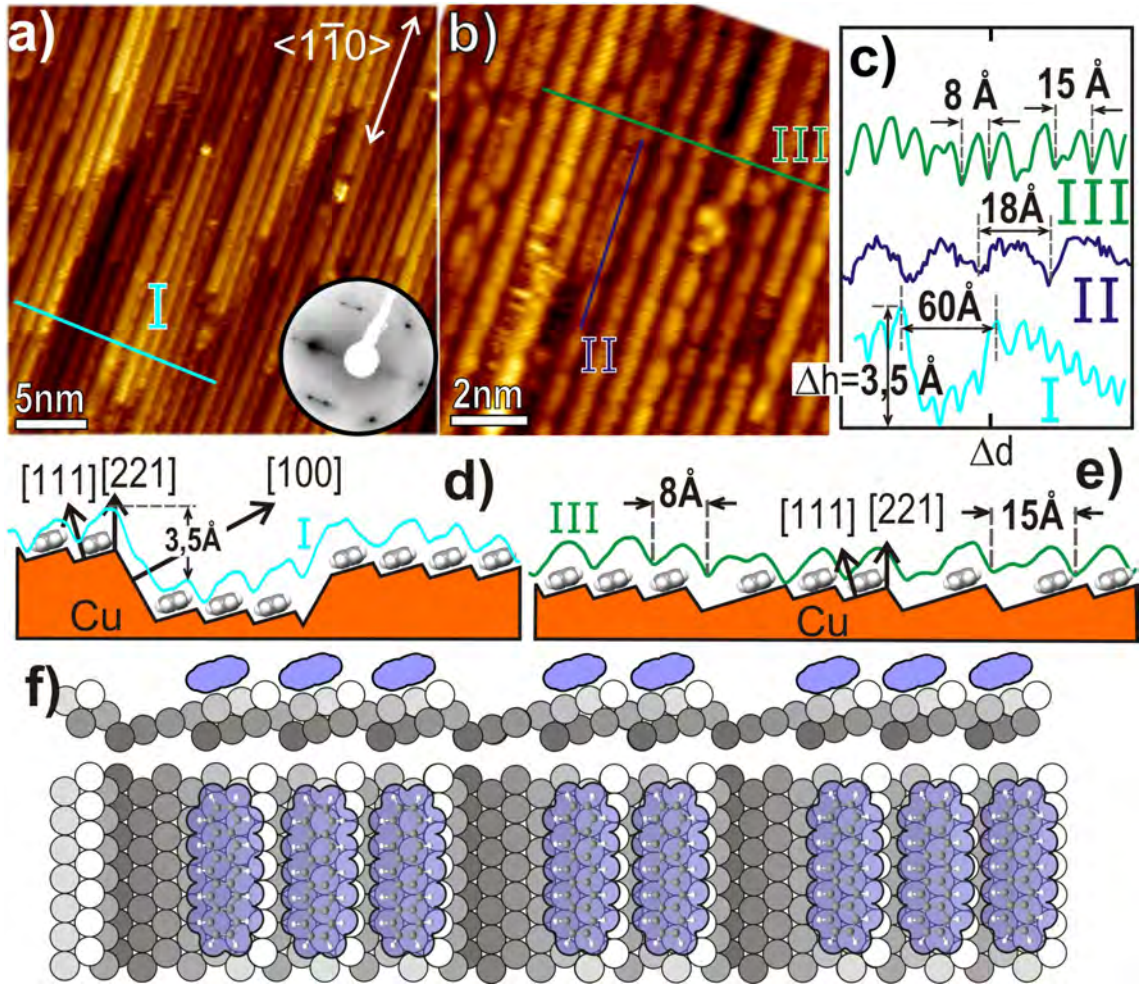 a)
<11̅0>
I
5nm
b)
III
II
2nm
c)
8 Å
15 Å
III
18Å
II
60Å
Δh=3,5 Å
I
Δd
[111]
[221]
[100]
d)
I
3,5Å
Cu
e)
III
8Å
[111]
[221]
15Å
Cu
f)